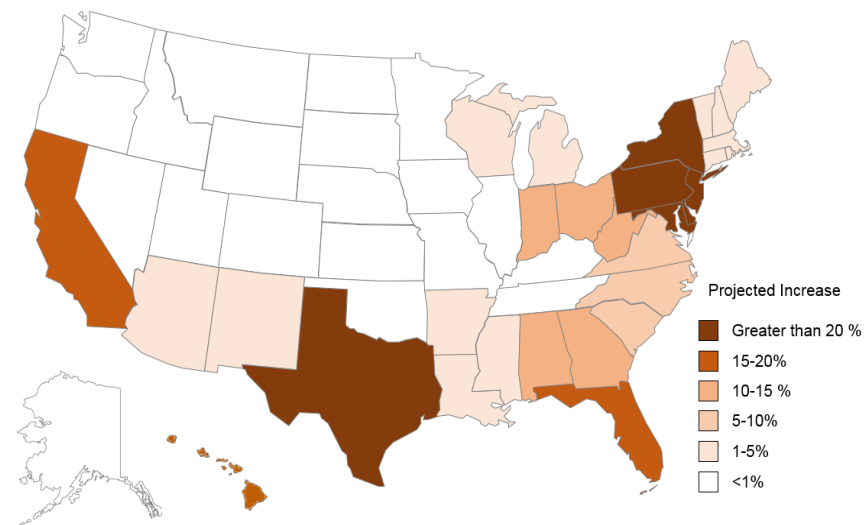 Projected Increase
Greater than 20 %
15-20%
10-15 %
5-10%
1-5%
<1%